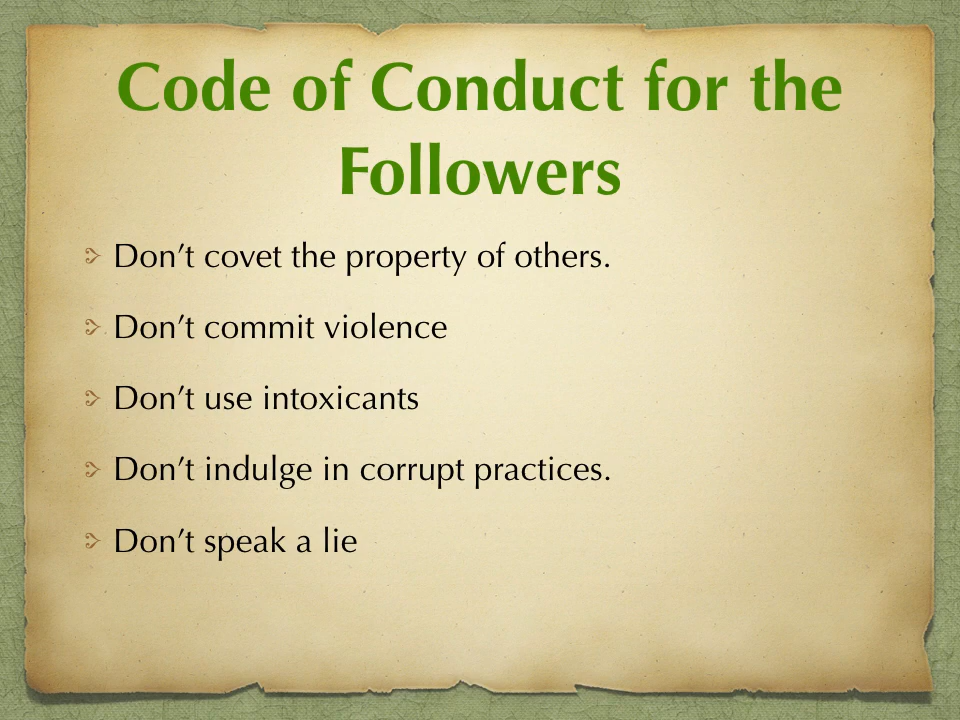 Code of Conduct for the
Followers
Don’t covet the property of others.
Don’t commit violence
Don’t use intoxicants
Don’t indulge in corrupt practices.
Don’t speak a lie